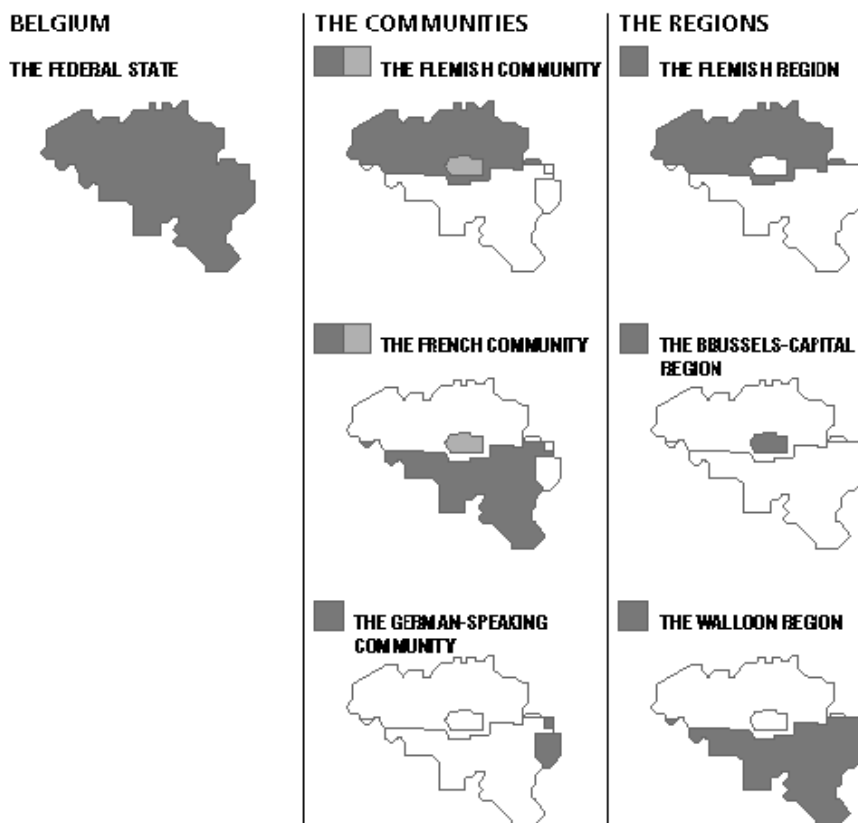 BELGIUM
THE FEDERAL STATE
THE COMMUNITIES
THE FLEMISH COMMUNITY
THE FRENCH COMMUNITY
THE GERMAN-SPEAKING
COMMUNITY
THE REGIONS
THE FLEMISH REGION
THE BRUSSELS-CAPITAL
REGION
THE WALLOON REGION